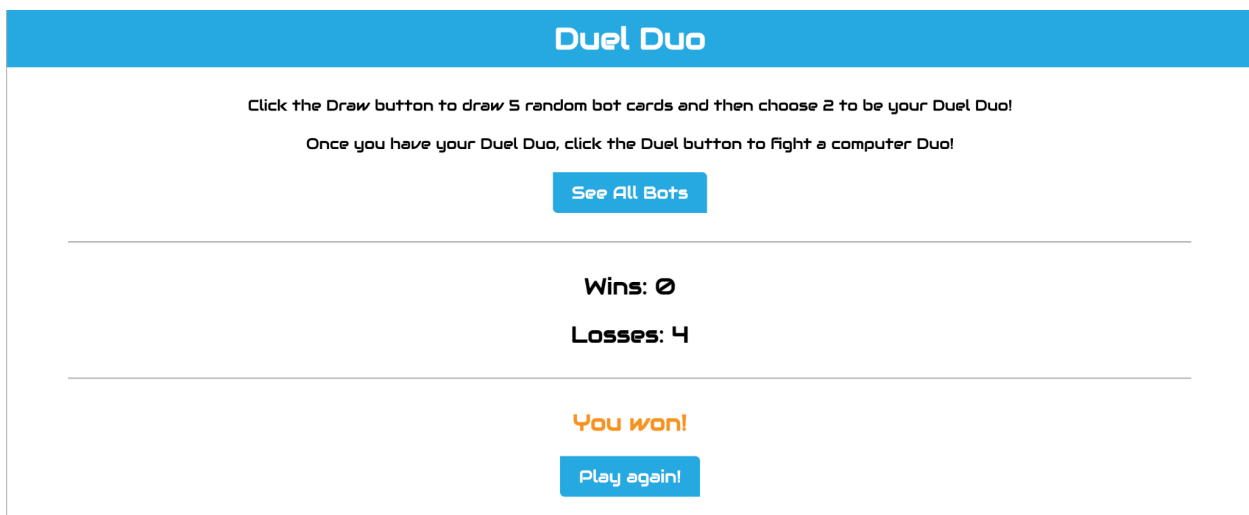 Duel Duo
Click the Draw button to draw 5 random bot cards and then choose 2 to be your Duel Duo!
Once you have your Duel Duo, click the Duel button to fight a computer Duo!
See All Bots
Wins: 0
Losses: 4
You won!
Play again!